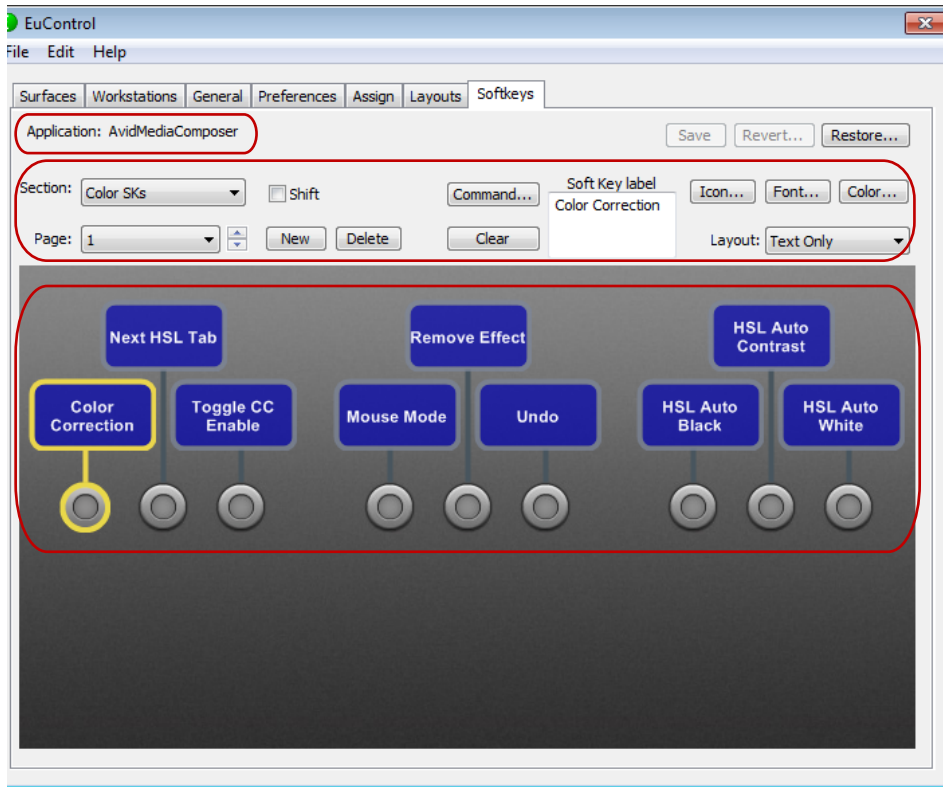 EuControl
File Edit Help
Surfaces Workstations General Preferences Assign Layouts Softkeys
Application: AvidMediaComposer
Save Revert... Restore...
Section: Color SKs Shift Command... Soft Key label Icon... Font... Color...
Color Correction
Page: 1 New Delete Clear Layout: Text Only
Next HSL Tab
Remove Effect
HSL Auto
Contrast
Color
Correction
Toggle CC
Enable
Mouse Mode
Undo
HSL Auto
Black
HSL Auto
White